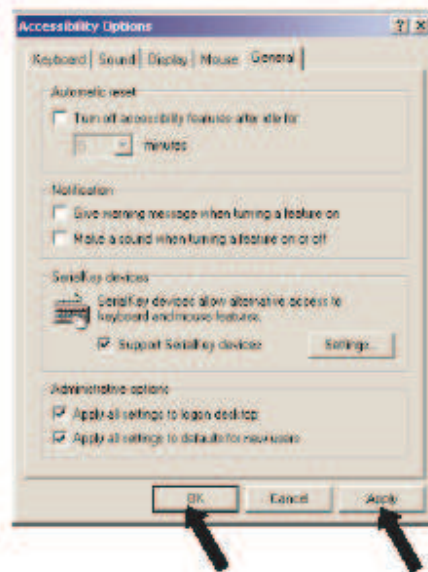 Accessibility Options
Keyboard Sound Display Mouse General
Automatic reset
Turn off accessibility features after idle for
minutes
Notification
Give warning message when turning a feature on
Make a sound when turning a feature on or off
SerialKey devices
SerialKey devices allow alternative access to
keyboard and mouse features.
Support SerialKey devices Settings...
Administrative options
Apply all settings to logon desktop
Apply all settings to defaults for new users
OK Cancel Apply